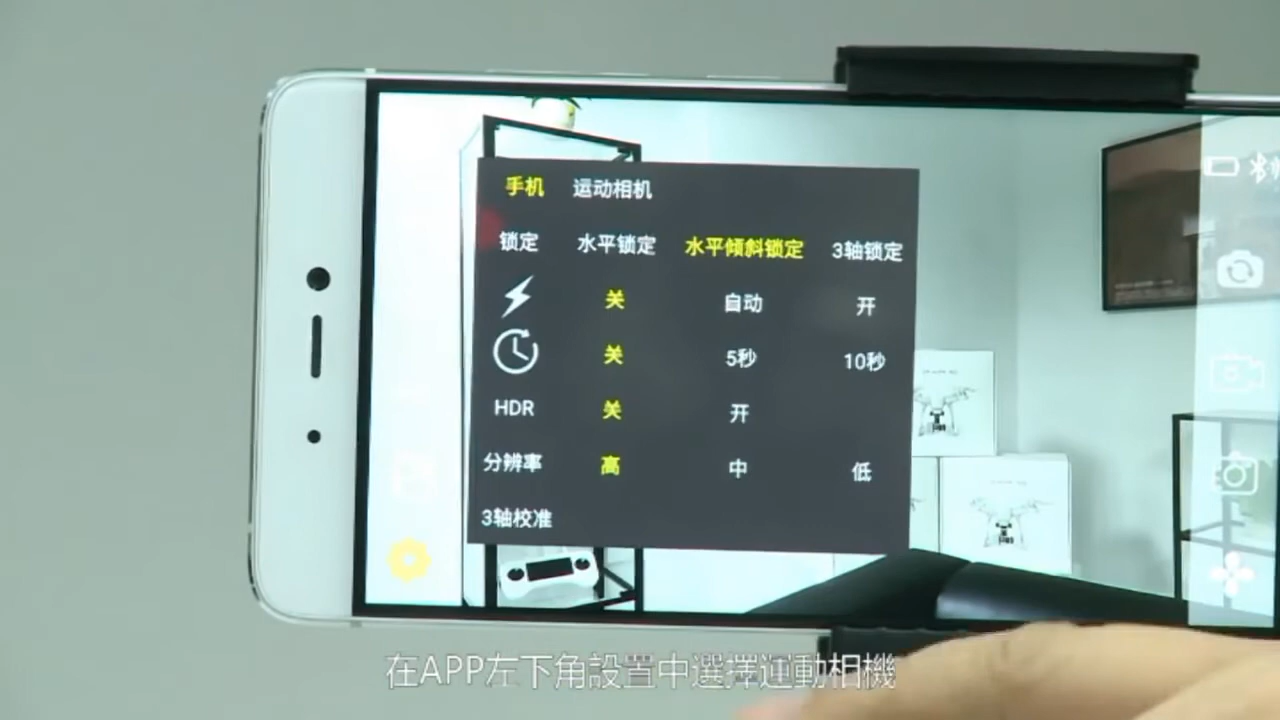 手机 运动相机
锁定 水平锁定 水平倾斜锁定 3轴锁定
关 自动 开
关 5秒 10秒
HDR 关 开
分辨率 高 中 低
3轴校准
在APP左下角設置中選擇運動相機